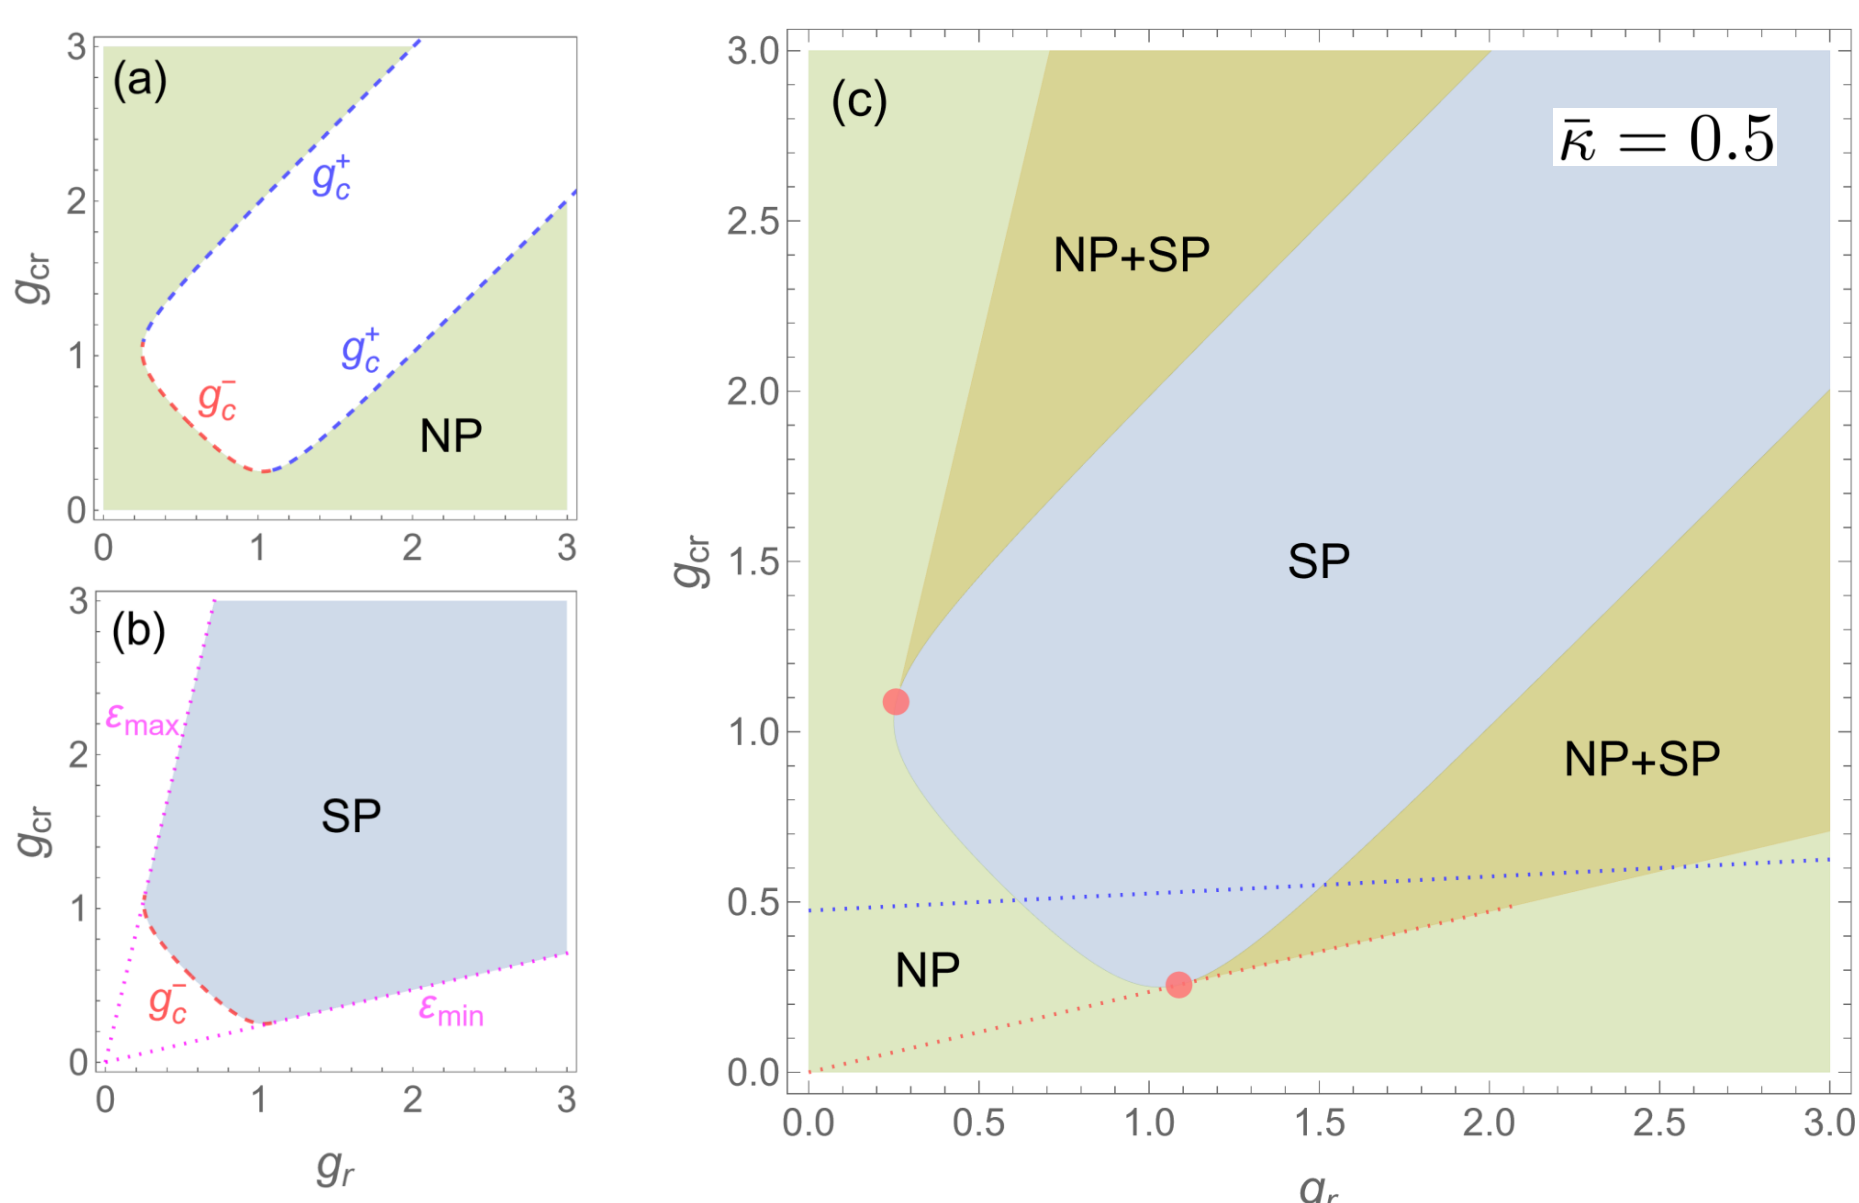 (a)
3
2
1
0
g_cr
g_c^+
g_c^+
g_c^-
NP
0 1 2 3
(b)
3
2
1
0
g_cr
ε_max
SP
g_c^-
ε_min
0 1 2 3
g_r
(c)
κ̄ = 0.5
3.0
2.5
2.0
1.5
1.0
0.5
0.0
g_cr
NP+SP
SP
NP+SP
NP
0.0 0.5 1.0 1.5 2.0 2.5 3.0
g_r